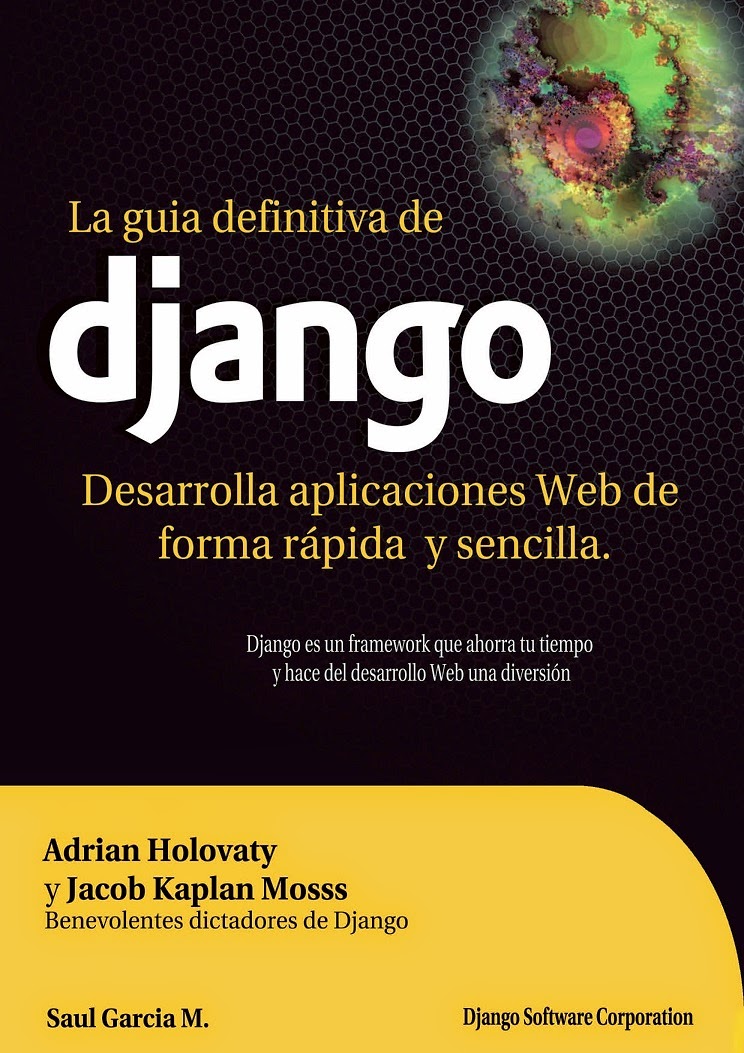 La guia definitiva de
django
Desarrolla aplicaciones Web de
forma rápida y sencilla.
Django es un framework que ahorra tu tiempo
y hace del desarrollo Web una diversión
Adrian Holovaty
y Jacob Kaplan Mosss
Benevolentes dictadores de Django
Saul Garcia M.
Django Software Corporation